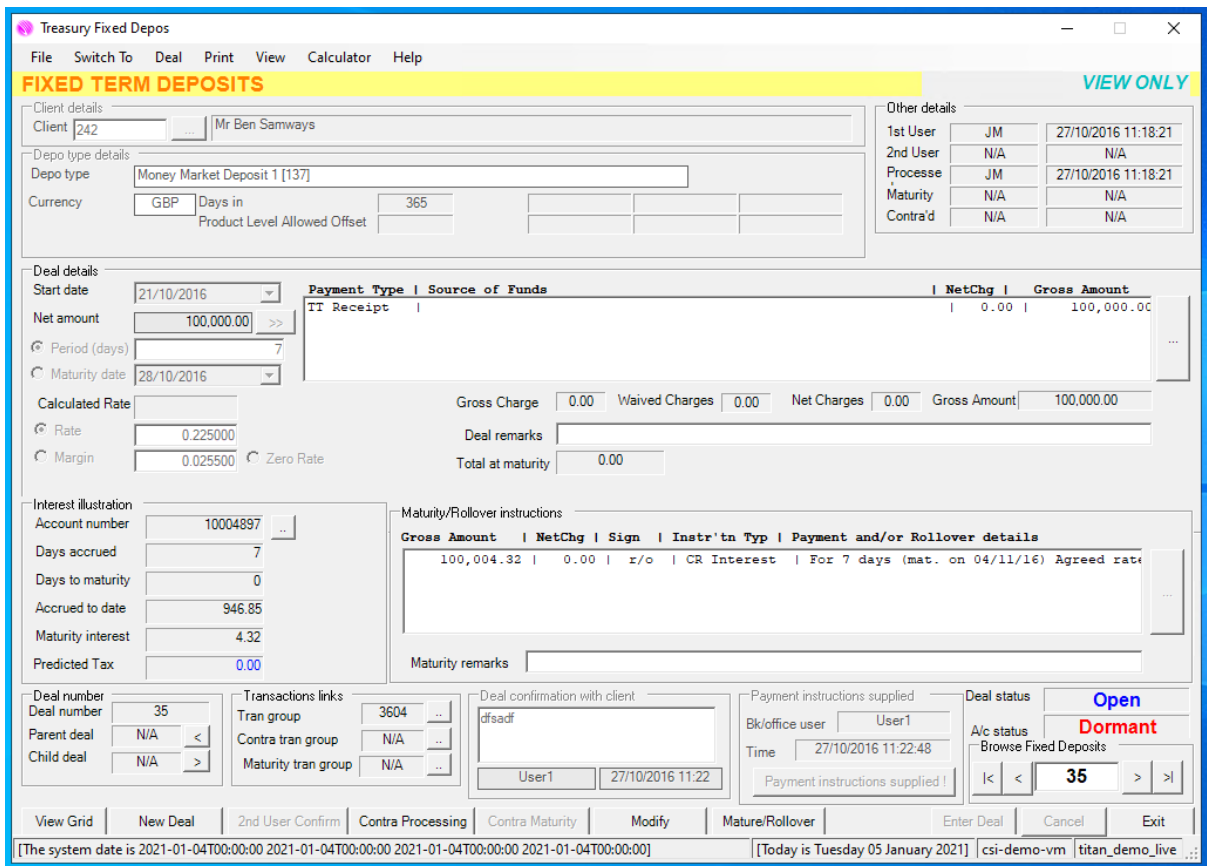 Treasury Fixed Depos
File Switch To Deal Print View Calculator Help
FIXED TERM DEPOSITS VIEW ONLY
Client details
Client 242 ... Mr Ben Samways
Other details
1st User JM 27/10/2016 11:18:21
2nd User N/A N/A
Processe JM 27/10/2016 11:18:21
Maturity N/A N/A
Contra'd N/A N/A
Depo type details
Depo type Money Market Deposit 1 [137]
Currency GBP Days in 365
Product Level Allowed Offset
Deal details
Start date 21/10/2016
Net amount 100,000.00 >>
Period (days) 7
Maturity date 28/10/2016
Payment Type | Source of Funds | NetChg | Gross Amount
TT Receipt | | 0.00 | 100,000.00
...
Calculated Rate
Rate 0.225000
Margin 0.025500 Zero Rate
Gross Charge 0.00 Waived Charges 0.00 Net Charges 0.00 Gross Amount 100,000.00
Deal remarks
Total at maturity 0.00
Interest illustration
Account number 10004897 ..
Days accrued 7
Days to maturity 0
Accrued to date 946.85
Maturity interest 4.32
Predicted Tax 0.00
Maturity/Rollover instructions
Gross Amount | NetChg | Sign | Instr'tn Typ | Payment and/or Rollover details
100,004.32 | 0.00 | r/o | CR Interest | For 7 days (mat. on 04/11/16) Agreed rate
...
Maturity remarks
Deal number
Deal number 35
Parent deal N/A <
Child deal N/A >
Transactions links
Tran group 3604 ..
Contra tran group N/A ..
Maturity tran group N/A ..
Deal confirmation with client
dfsadf
User1 27/10/2016 11:22
Payment instructions supplied
Bk/office user User1
Time 27/10/2016 11:22:48
Payment instructions supplied !
Deal status Open
A/c status Dormant
Browse Fixed Deposits
|< < 35 > >|
View Grid New Deal 2nd User Confirm Contra Processing Contra Maturity Modify Mature/Rollover Enter Deal Cancel Exit
[The system date is 2021-01-04T00:00:00 2021-01-04T00:00:00 2021-01-04T00:00:00 2021-01-04T00:00:00] [Today is Tuesday 05 January 2021] csi-demo-vm titan_demo_live